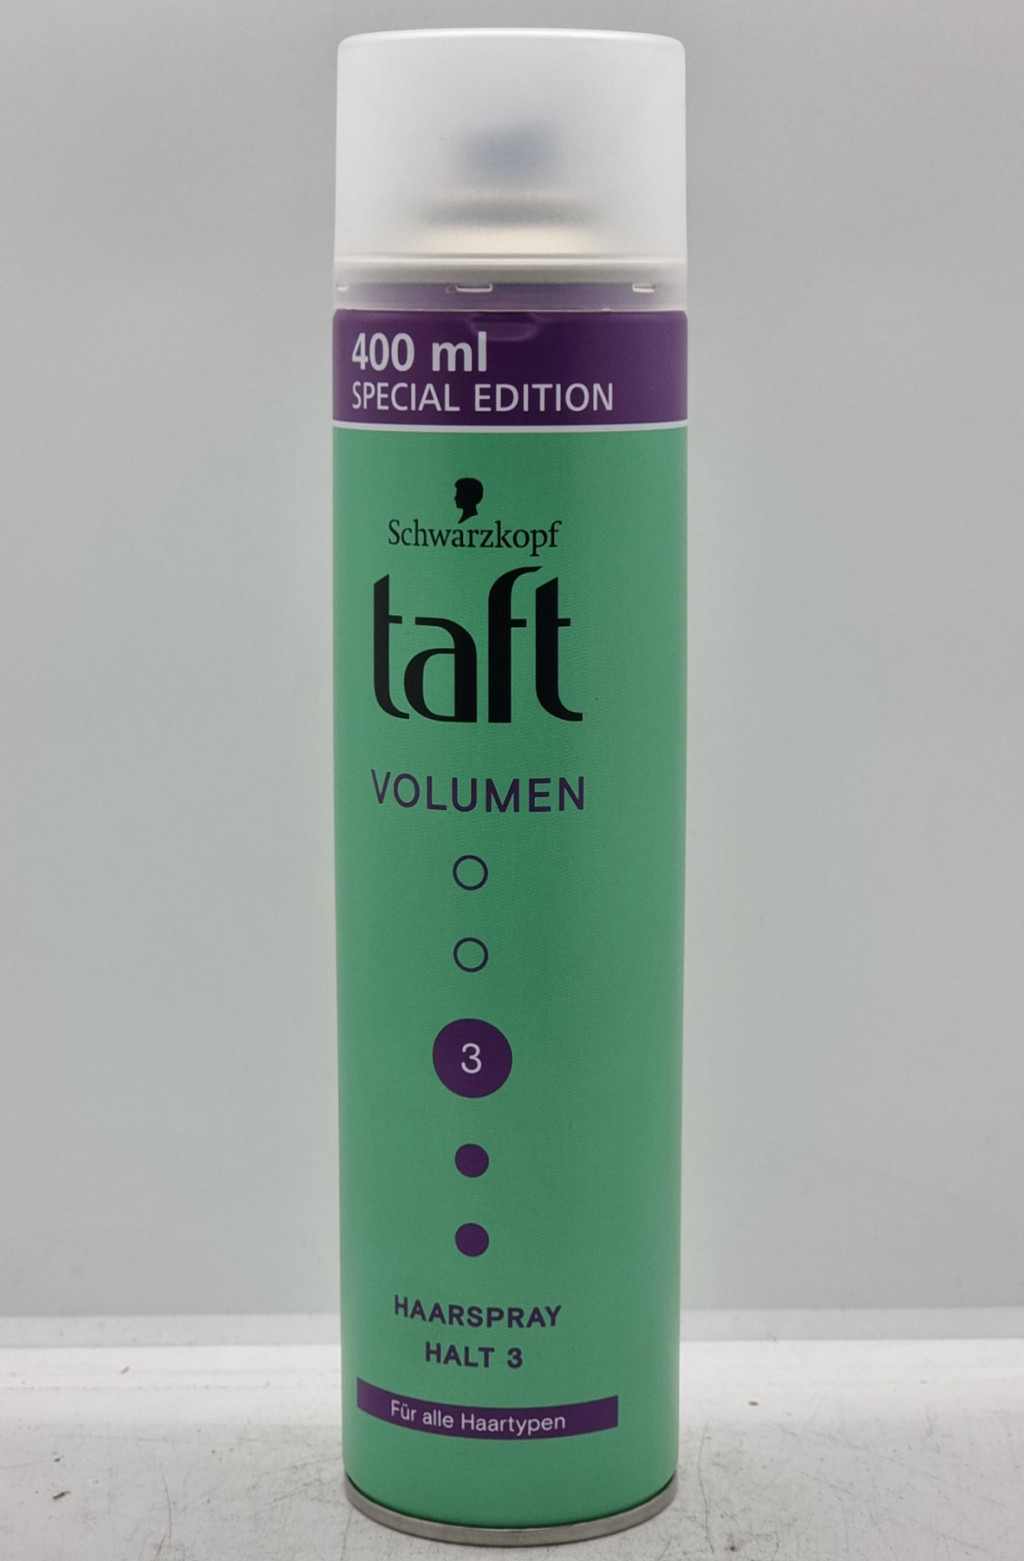 400 ml
SPECIAL EDITION
Schwarzkopf
taft
VOLUMEN
3
HAARSPRAY
HALT 3
Für alle Haartypen